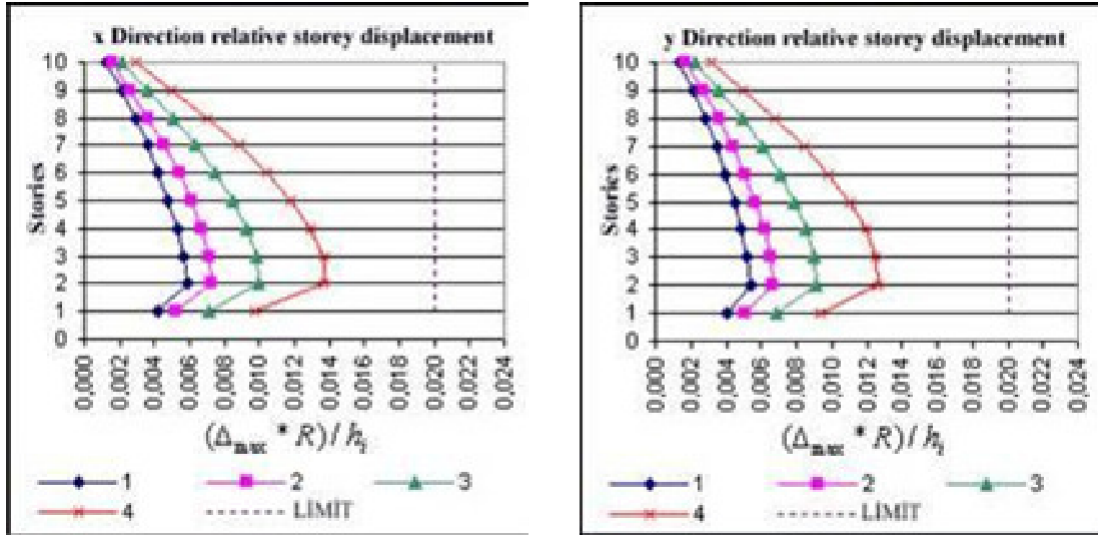 x Direction relative storey displacement
10
9
8
7
6
5
4
3
2
1
0
Stories
0,000 0,002 0,004 0,006 0,008 0,010 0,012 0,014 0,016 0,018 0,020 0,022 0,024
(Δmax * R) / hi
1 2 3
4 LİMİT
y Direction relative storey displacement
10
9
8
7
6
5
4
3
2
1
0
Stories
0,000 0,002 0,004 0,006 0,008 0,010 0,012 0,014 0,016 0,018 0,020 0,022 0,024
(Δmax * R) / hi
1 2 3
4 LİMİT